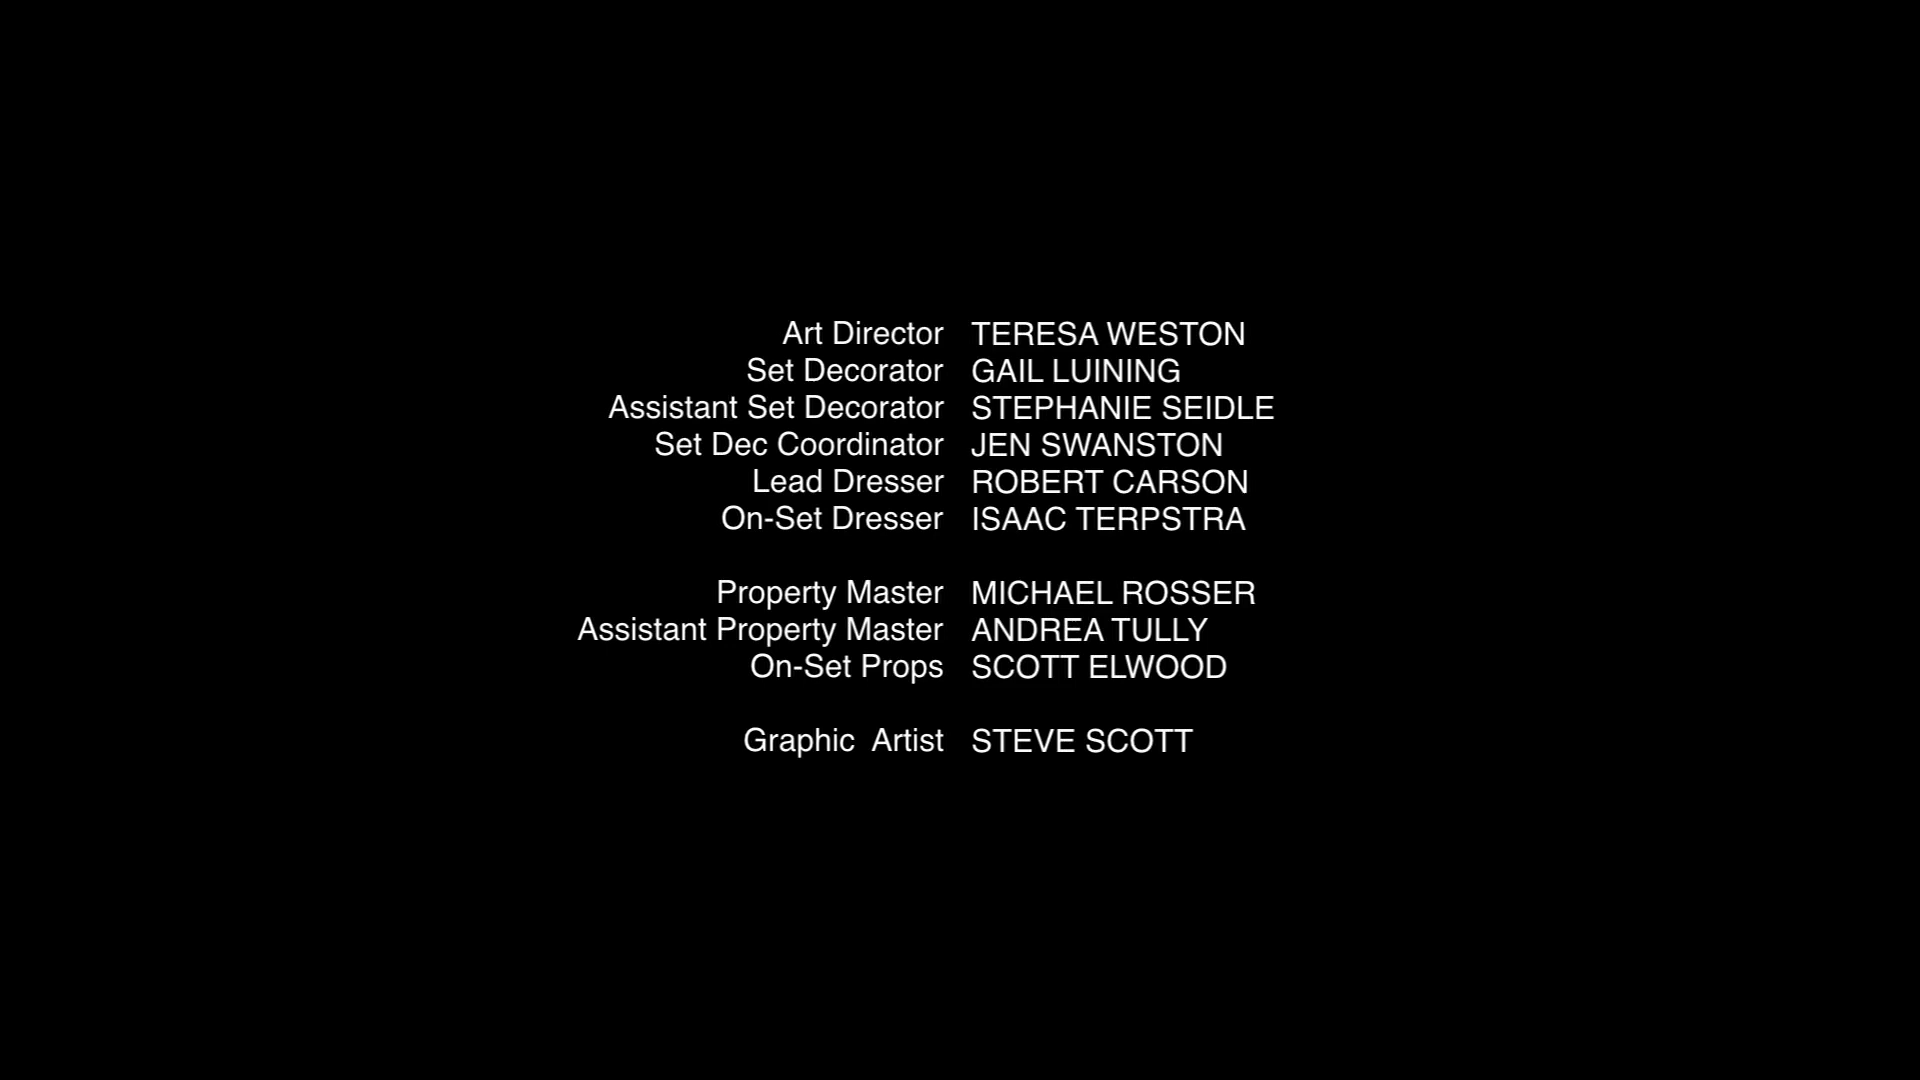 Art Director TERESA WESTON
Set Decorator GAIL LUINING
Assistant Set Decorator STEPHANIE SEIDLE
Set Dec Coordinator JEN SWANSTON
Lead Dresser ROBERT CARSON
On-Set Dresser ISAAC TERPSTRA
Property Master MICHAEL ROSSER
Assistant Property Master ANDREA TULLY
On-Set Props SCOTT ELWOOD
Graphic  Artist STEVE SCOTT